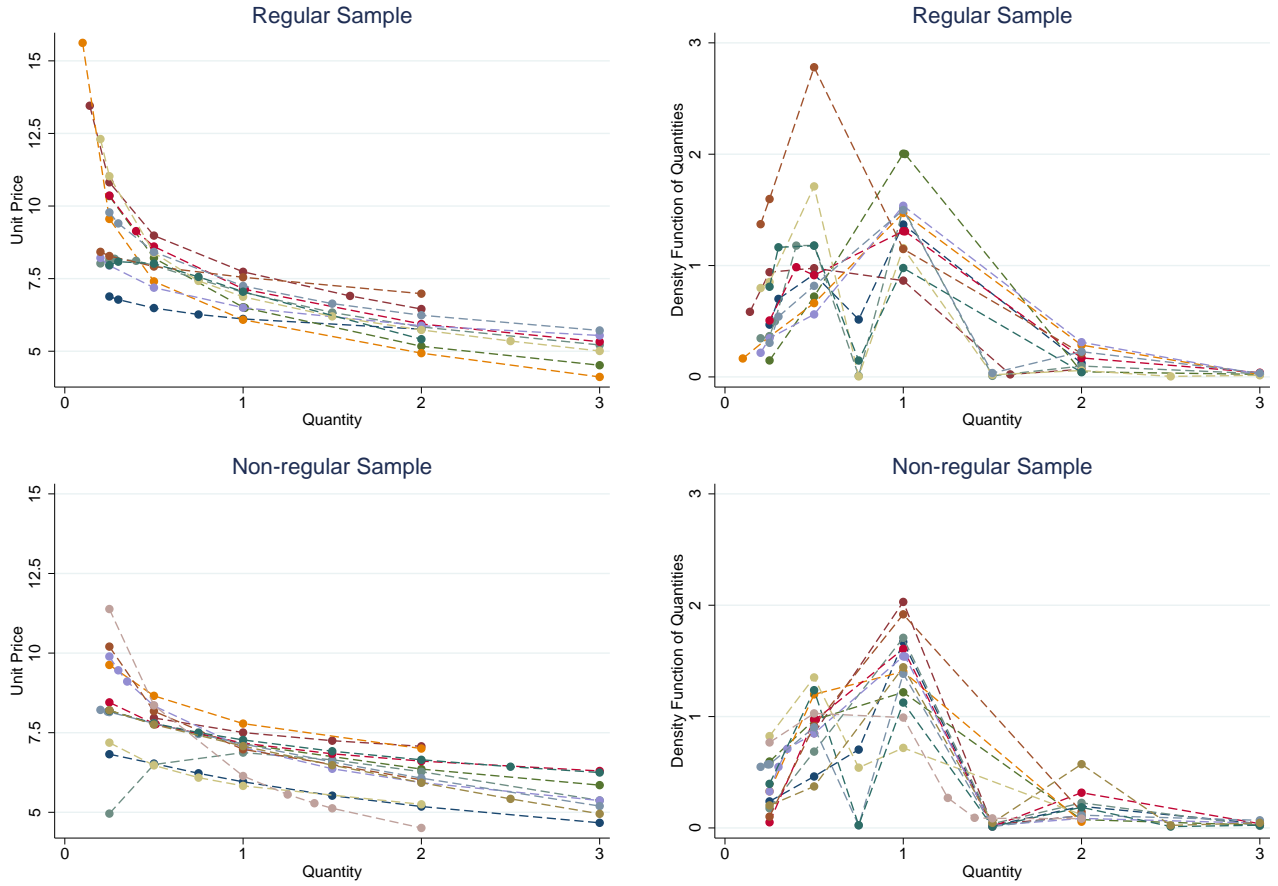 Regular Sample
Unit Price
15
12.5
10
7.5
5
0
1
2
3
Quantity
Regular Sample
Density Function of Quantities
3
2
1
0
0
1
2
3
Quantity
Non-regular Sample
Unit Price
15
12.5
10
7.5
5
0
1
2
3
Quantity
Non-regular Sample
Density Function of Quantities
3
2
1
0
0
1
2
3
Quantity